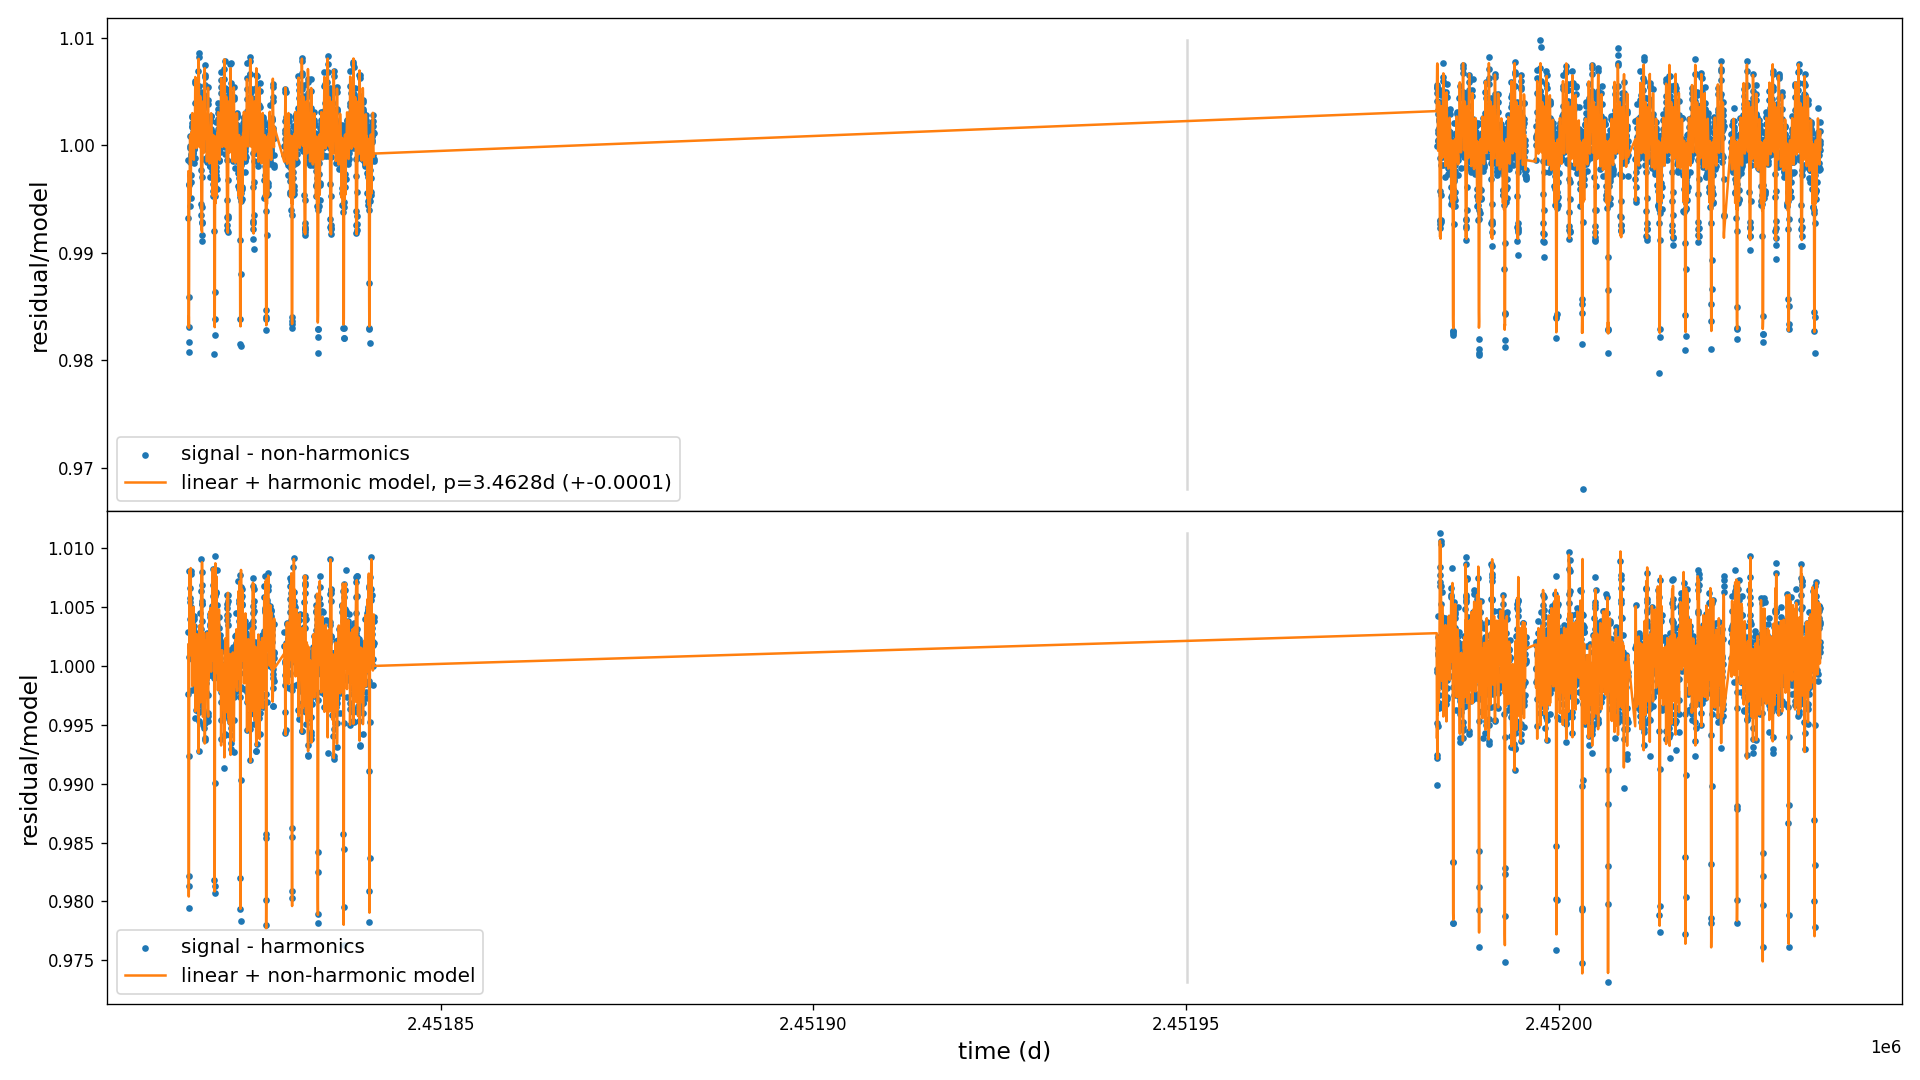 1.01
1.00
0.99
0.98
0.97
residual/model
signal - non-harmonics
linear + harmonic model, p=3.4628d (+-0.0001)
1.010
1.005
1.000
0.995
0.990
0.985
0.980
0.975
residual/model
signal - harmonics
linear + non-harmonic model
2.45185
2.45190
2.45195
2.45200
1e6
time (d)